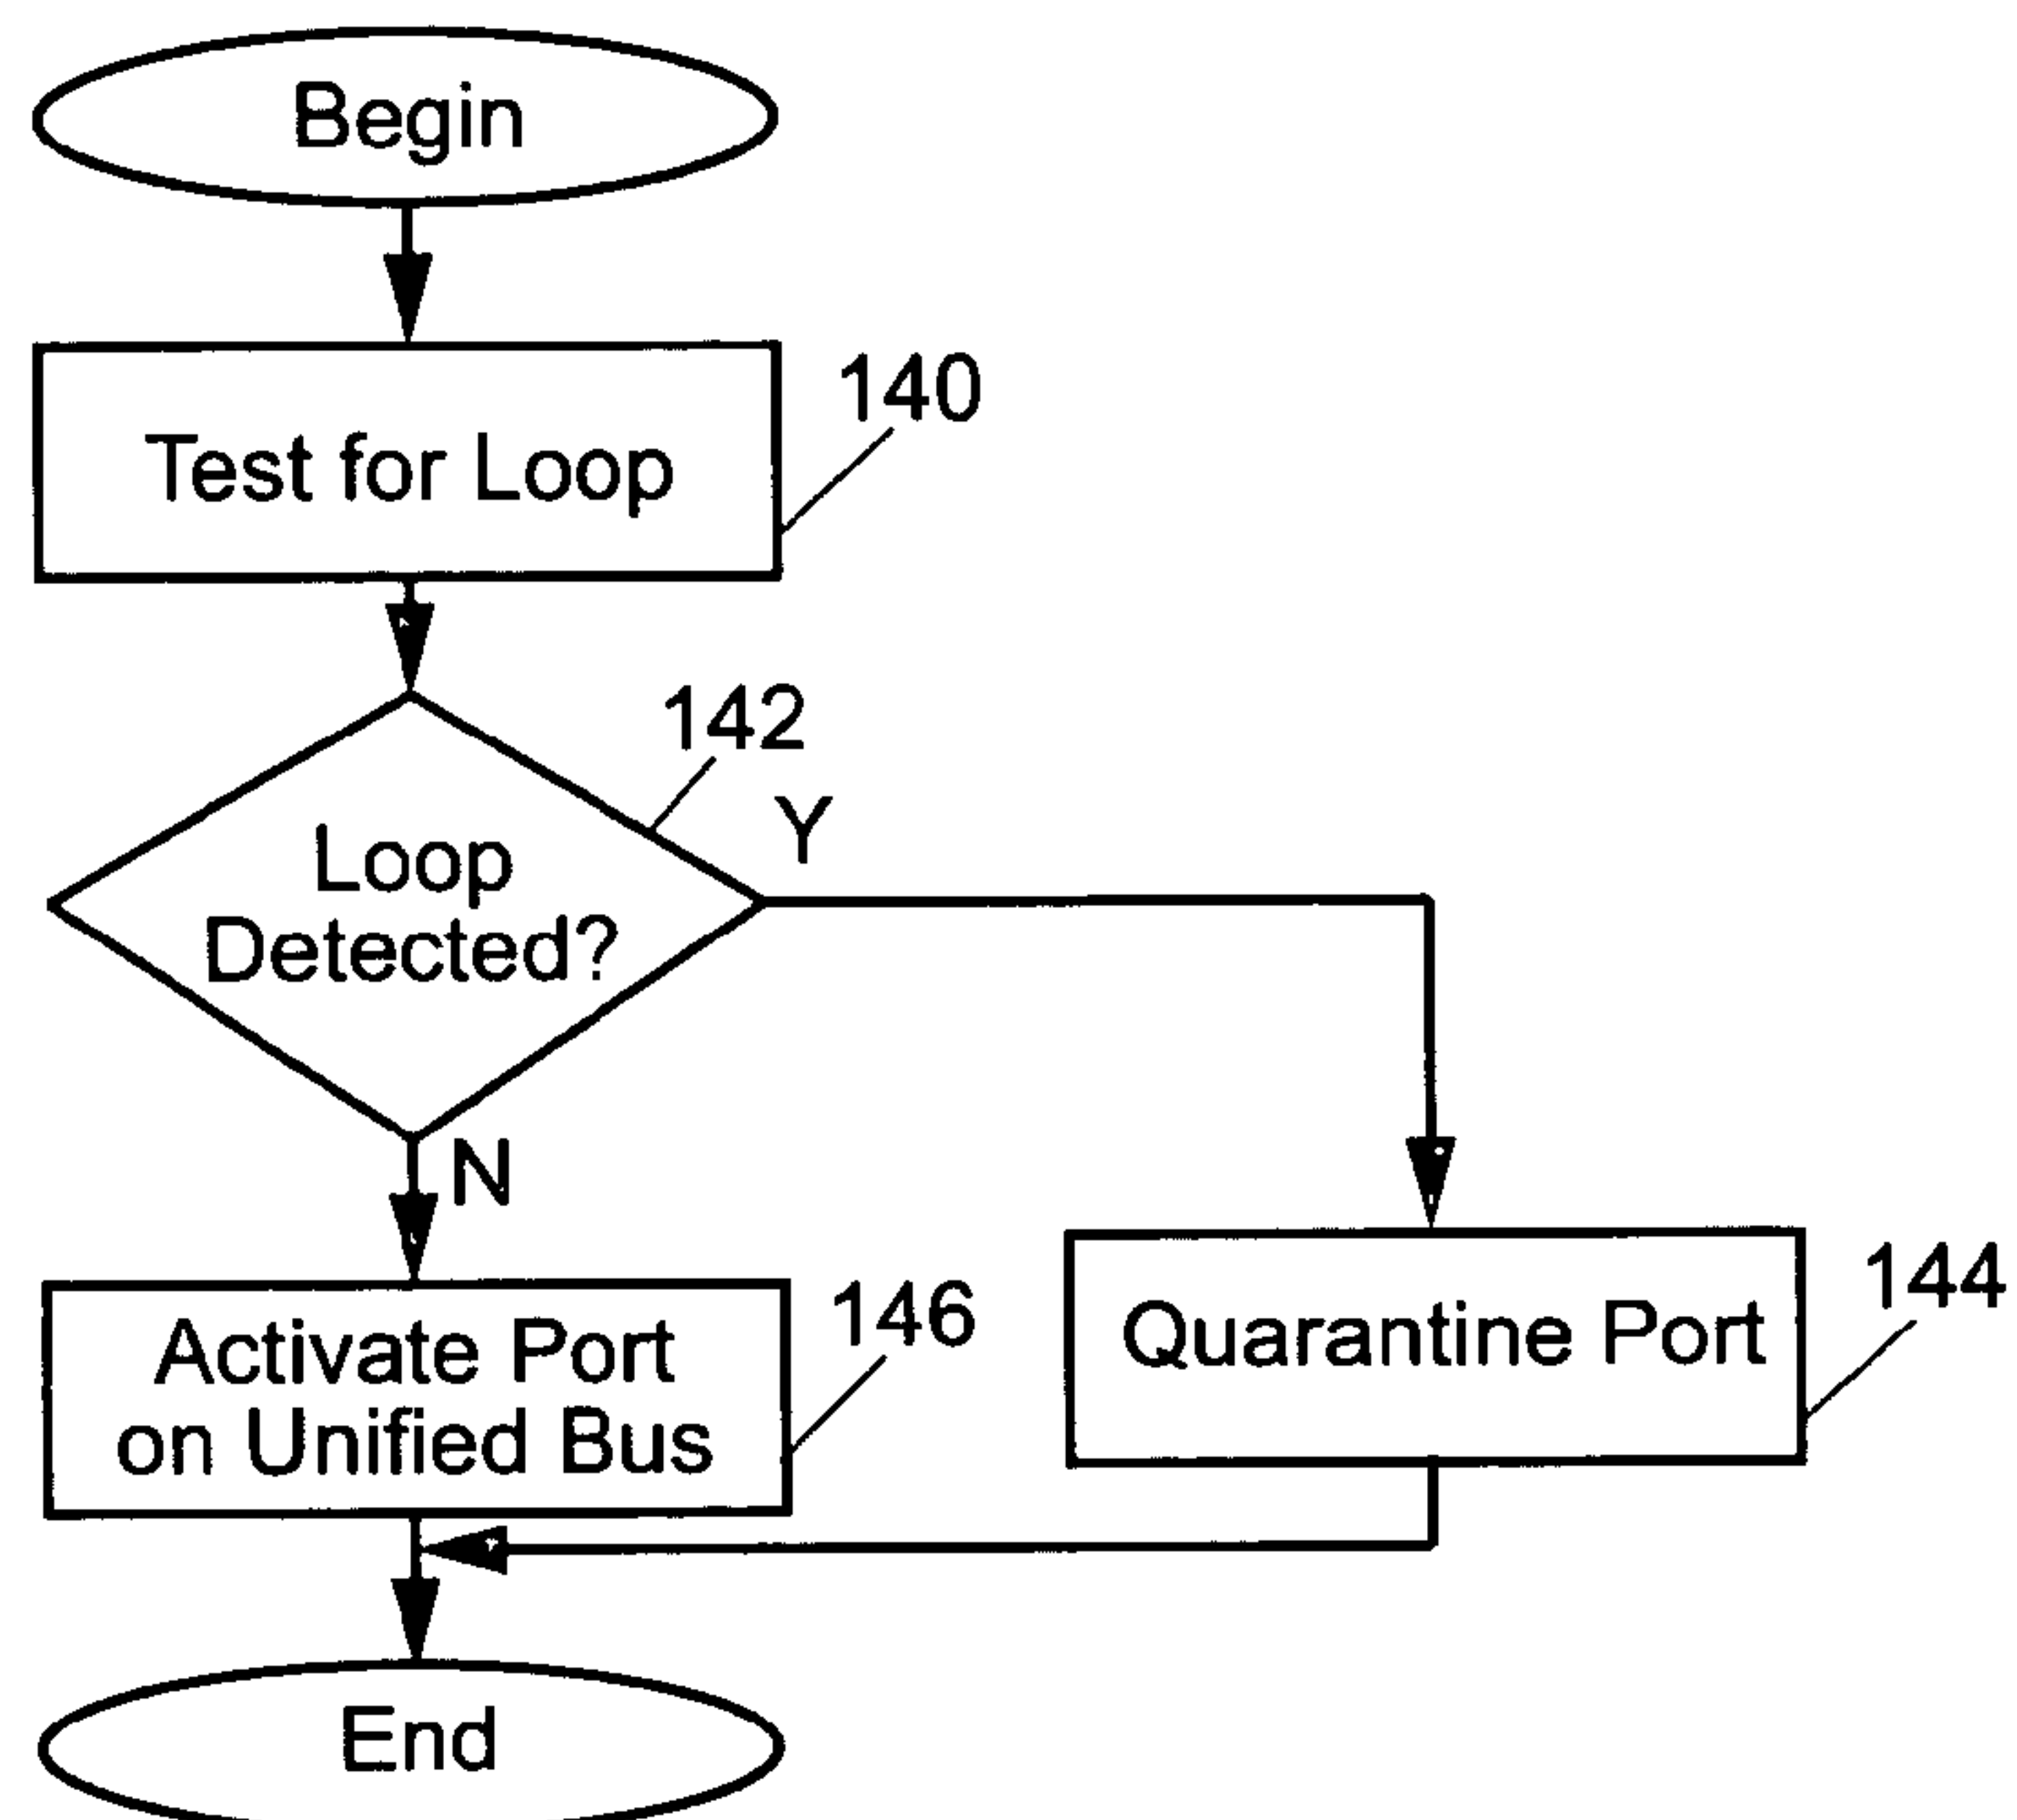 Begin
Test for Loop
140
142
Loop
Detected?
Y
N
Activate Port
on Unified Bus
146
Quarantine Port
144
End